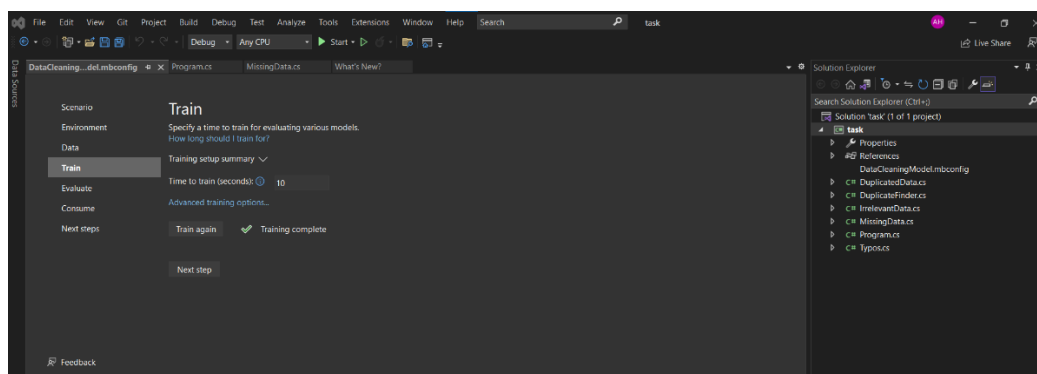 File Edit View Git Project Build Debug Test Analyze Tools Extensions Window Help Search task AH
Debug Any CPU Start Live Share
Data Sources
DataCleaning...del.mbconfig Program.cs MissingData.cs What's New?
Scenario
Environment
Data
Train
Evaluate
Consume
Next steps
Train
Specify a time to train for evaluating various models.
How long should I train for?
Training setup summary
Time to train (seconds): 10
Advanced training options...
Train again Training complete
Next step
Feedback
Solution Explorer
Search Solution Explorer (Ctrl+;)
Solution 'task' (1 of 1 project)
C# task
Properties
References
DataCleaningModel.mbconfig
C# DuplicatedData.cs
C# DuplicateFinder.cs
C# IrrelevantData.cs
C# MissingData.cs
C# Program.cs
C# Typos.cs